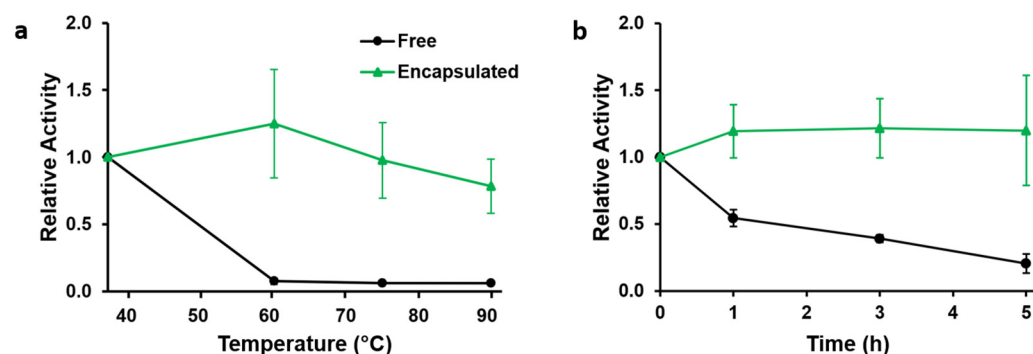 a
2.0
1.5
1.0
0.5
0.0
Relative Activity
Free
Encapsulated
40 50 60 70 80 90
Temperature (°C)
b
2.0
1.5
1.0
0.5
0.0
Relative Activity
0 1 2 3 4 5
Time (h)